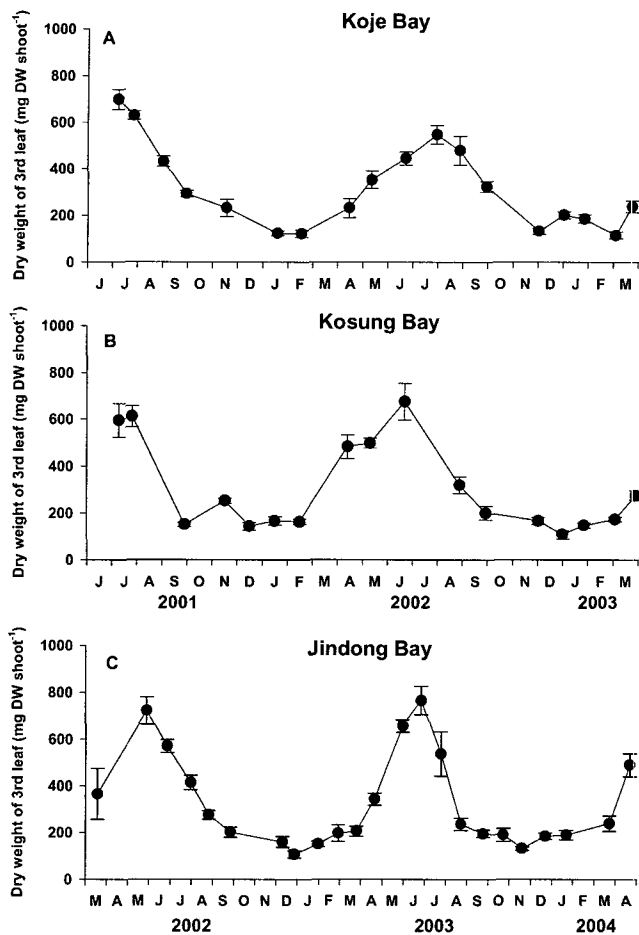 A
Koje Bay
Dry weight of 3rd leaf (mg DW shoot⁻¹)
1000
800
600
400
200
0
J J A S O N D J F M A M J J A S O N D J F M
B
Kosung Bay
Dry weight of 3rd leaf (mg DW shoot⁻¹)
1000
800
600
400
200
0
J J A S O N D J F M A M J J A S O N D J F M
2001 2002 2003
C
Jindong Bay
Dry weight of 3rd leaf (mg DW shoot⁻¹)
1000
800
600
400
200
0
M A M J J A S O N D J F M A M J J A S O N D J F M A
2002 2003 2004